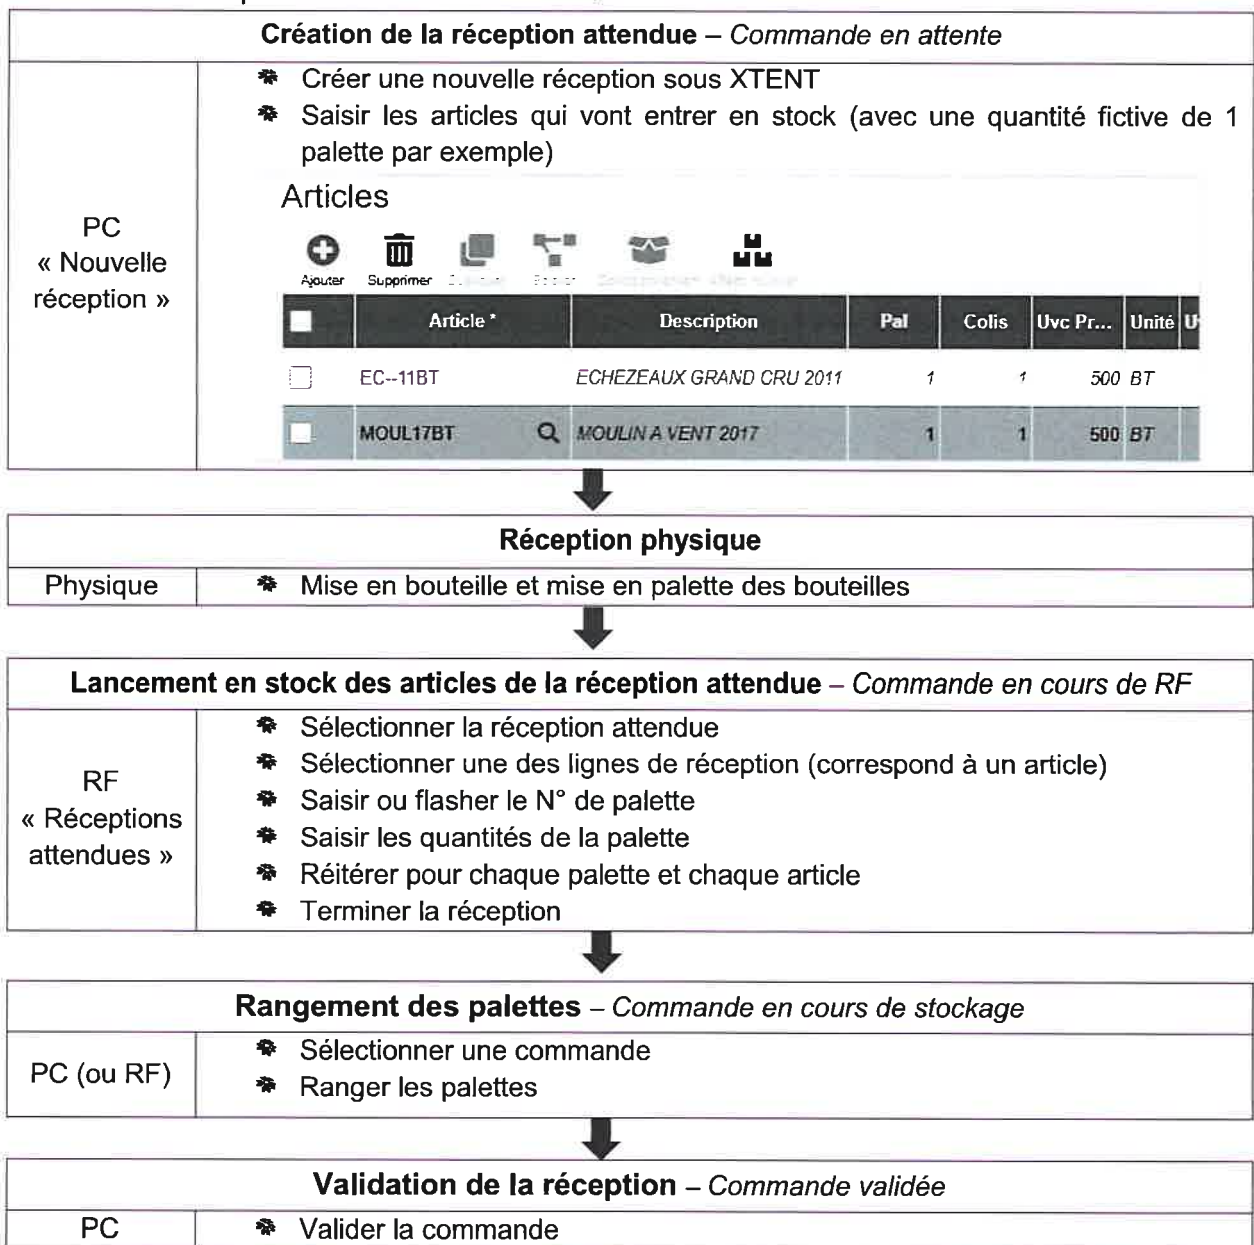 Création de la réception attendue – Commande en attente
PC
« Nouvelle
réception »
Créer une nouvelle réception sous XTENT
Saisir les articles qui vont entrer en stock (avec une quantité fictive de 1
palette par exemple)
Articles
Ajouter Supprimer
Article * Description Pal Colis Uvc Pr... Unité
EC--11BT ECHEZEAUX GRAND CRU 2011 1 1 500 BT
MOUL17BT MOULIN A VENT 2017 1 1 500 BT
Réception physique
Physique
Mise en bouteille et mise en palette des bouteilles
Lancement en stock des articles de la réception attendue – Commande en cours de RF
RF
« Réceptions
attendues »
Sélectionner la réception attendue
Sélectionner une des lignes de réception (correspond à un article)
Saisir ou flasher le N° de palette
Saisir les quantités de la palette
Réitérer pour chaque palette et chaque article
Terminer la réception
Rangement des palettes – Commande en cours de stockage
PC (ou RF)
Sélectionner une commande
Ranger les palettes
Validation de la réception – Commande validée
PC
Valider la commande